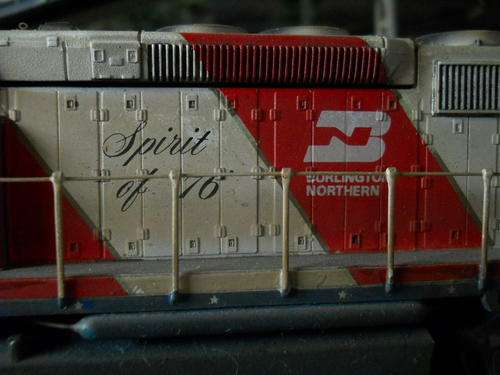 Spirit
of '76
BURLINGTON
NORTHERN